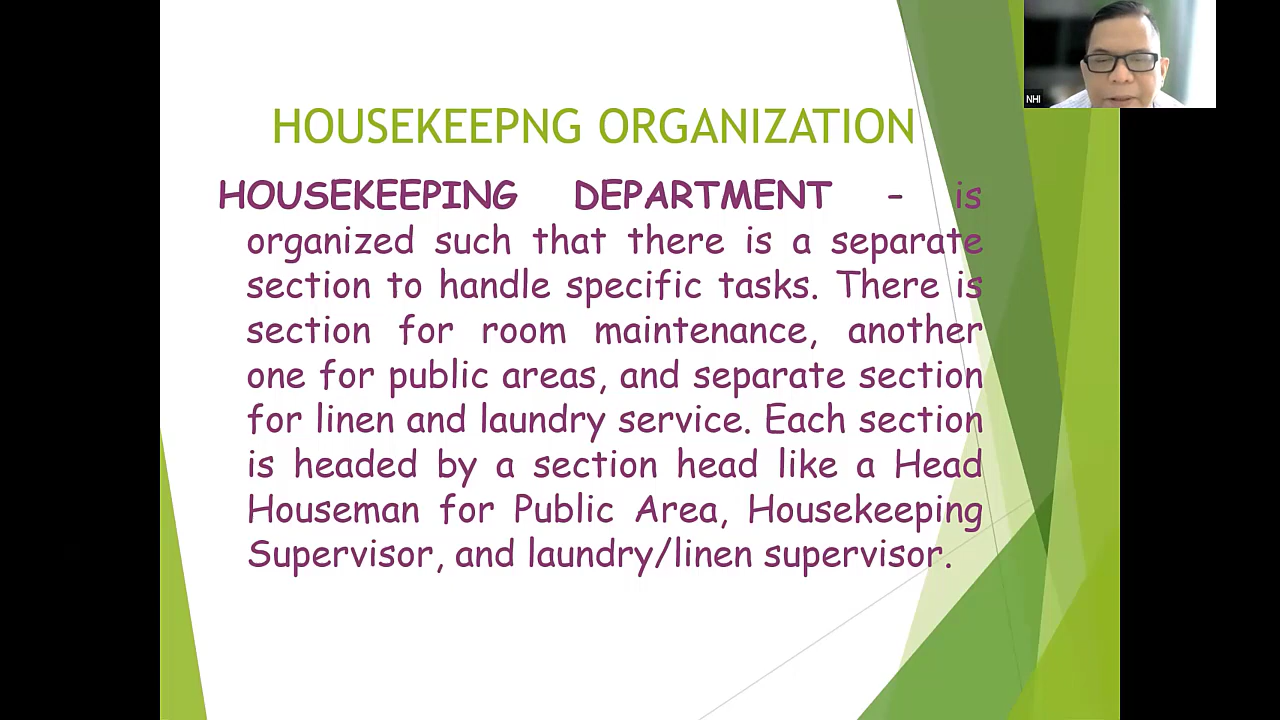 NHI
HOUSEKEEPNG ORGANIZATION
HOUSEKEEPING DEPARTMENT - is
organized such that there is a separate
section to handle specific tasks. There is
section for room maintenance, another
one for public areas, and separate section
for linen and laundry service. Each section
is headed by a section head like a Head
Houseman for Public Area, Housekeeping
Supervisor, and laundry/linen supervisor.